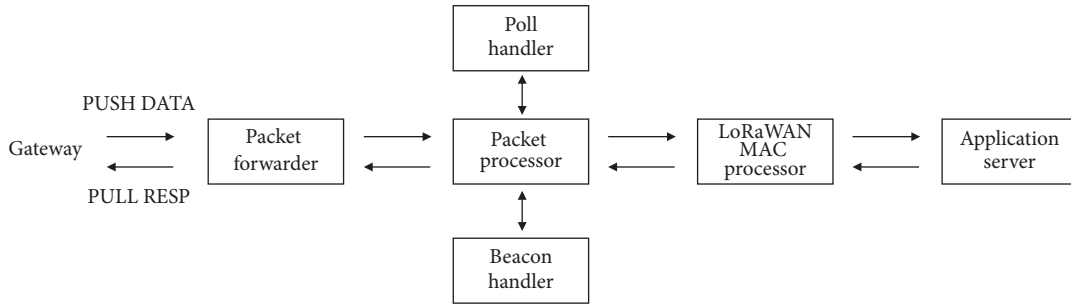 Poll
handler
PUSH DATA
Gateway
Packet
forwarder
Packet
processor
LoRaWAN
MAC
processor
Application
server
PULL RESP
Beacon
handler